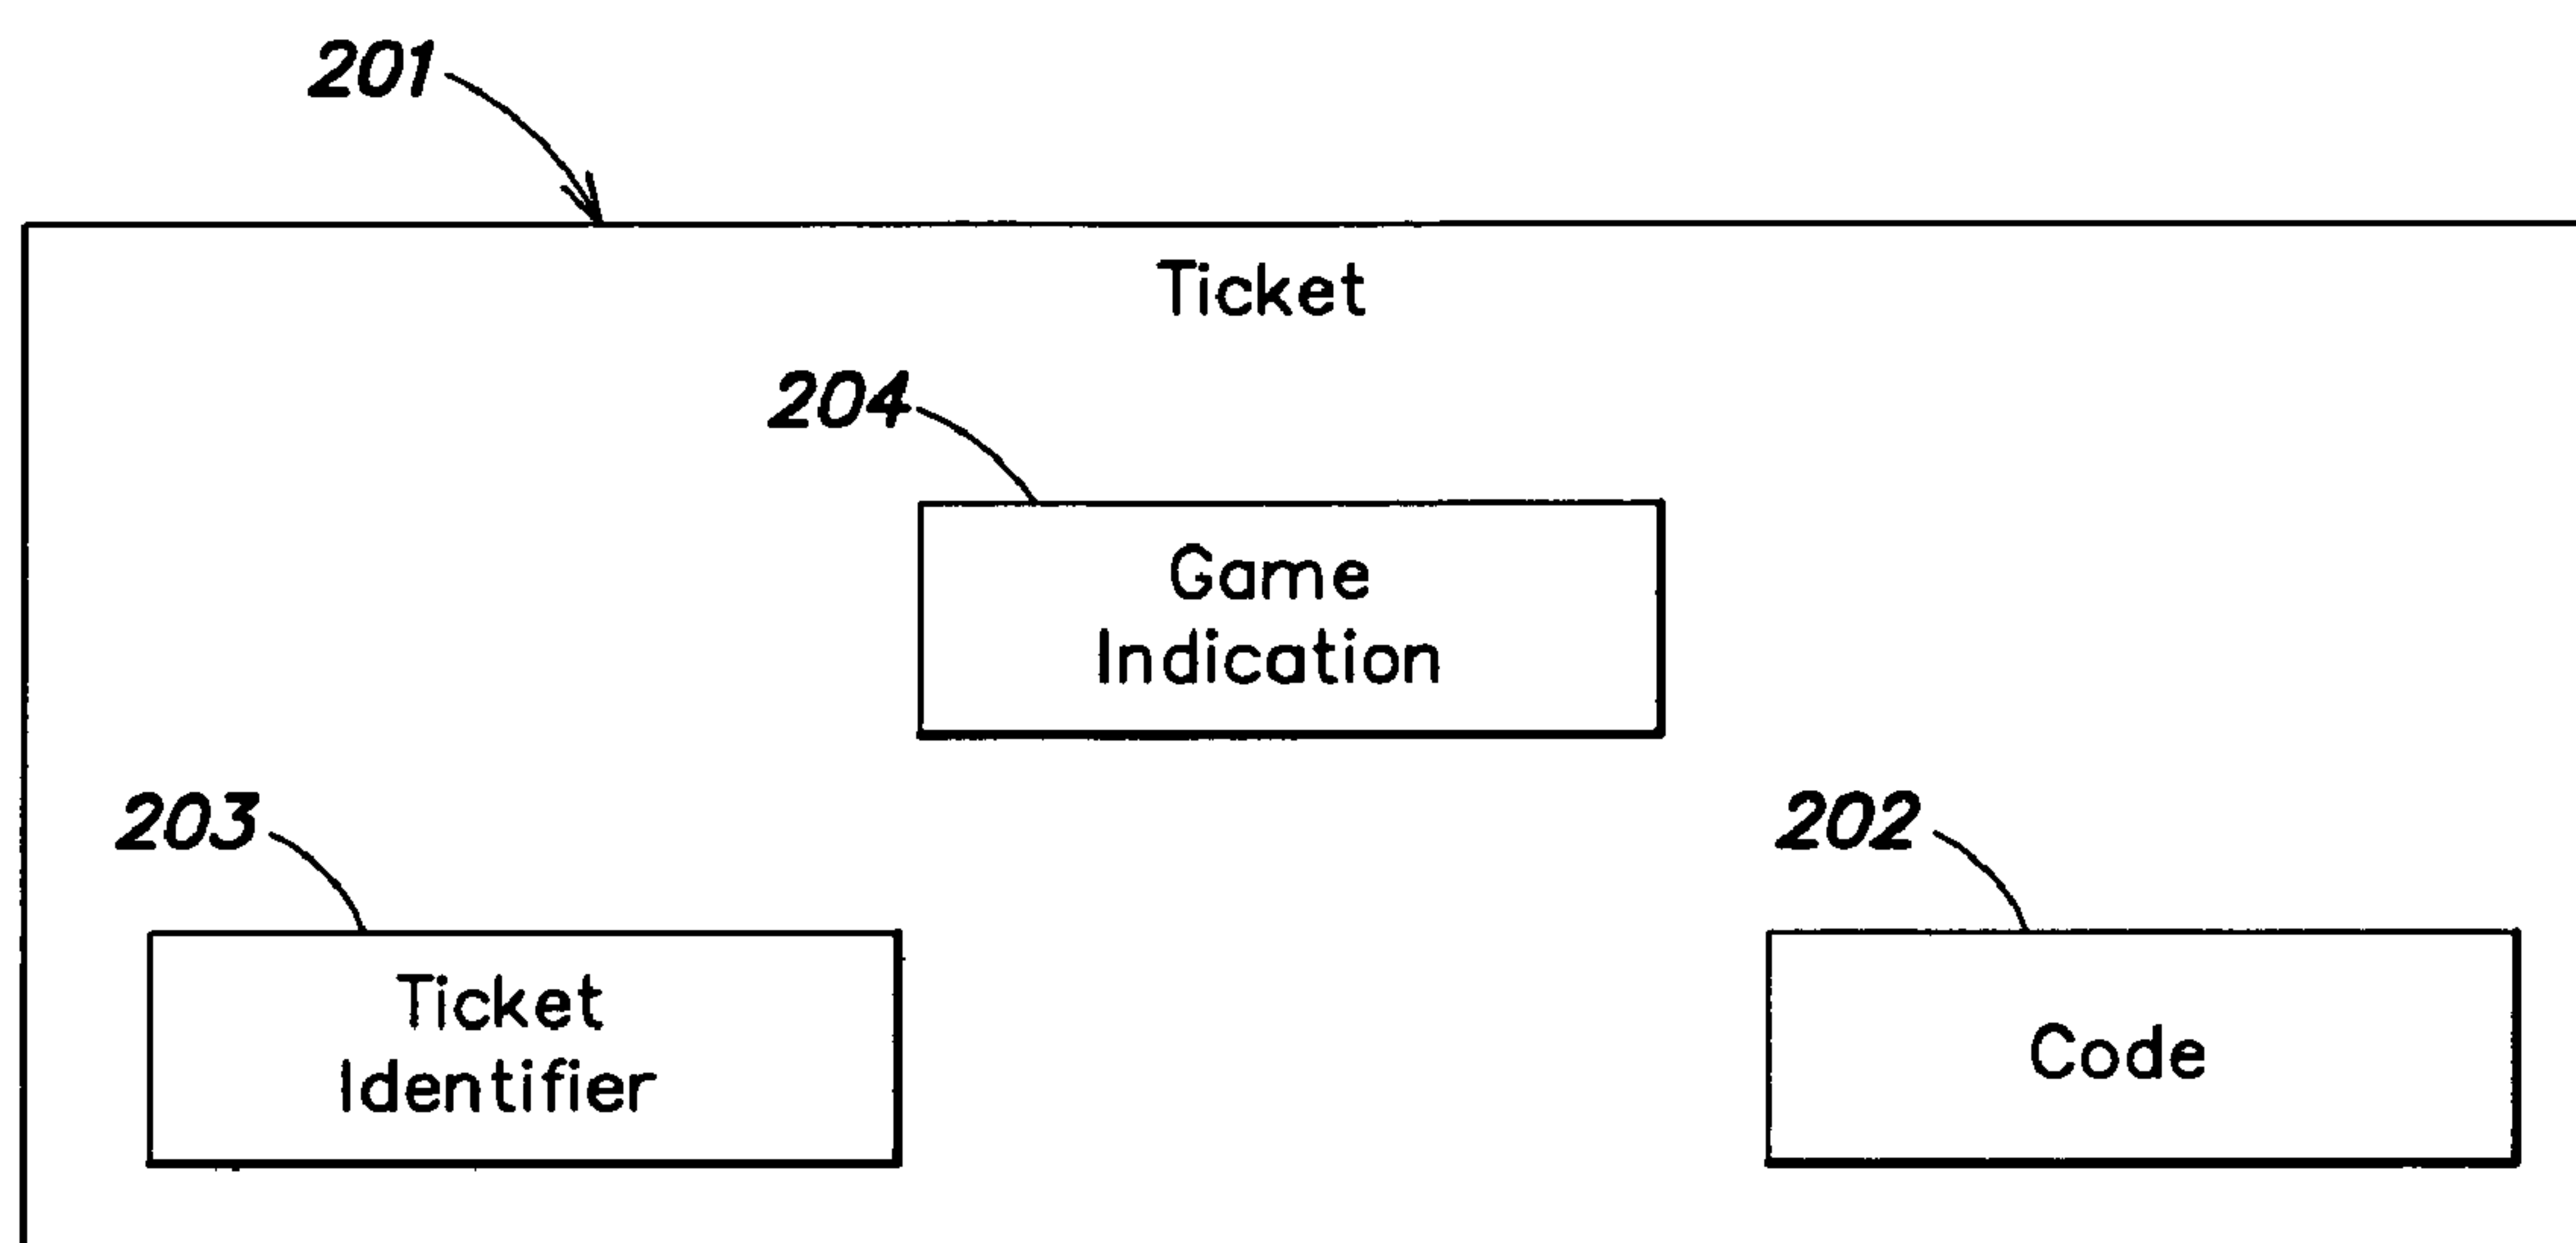 201
Ticket
204
Game
Indication
203
202
Ticket
Identifier
Code